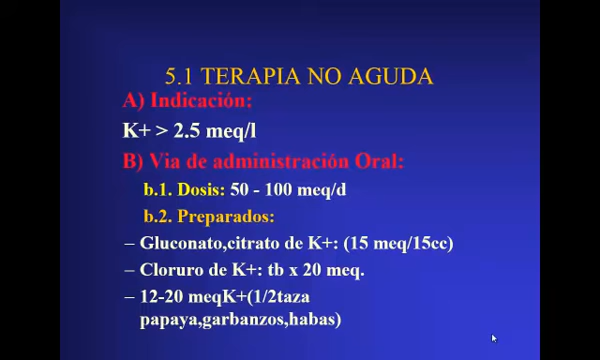 5.1 TERAPIA NO AGUDA
A) Indicación:
K+ > 2.5 meq/l
B) Via de administración Oral:
b.1. Dosis: 50 - 100 meq/d
b.2. Preparados:
– Gluconato,citrato de K+: (15 meq/15cc)
– Cloruro de K+: tb x 20 meq.
– 12-20 meqK+(1/2taza
papaya,garbanzos,habas)